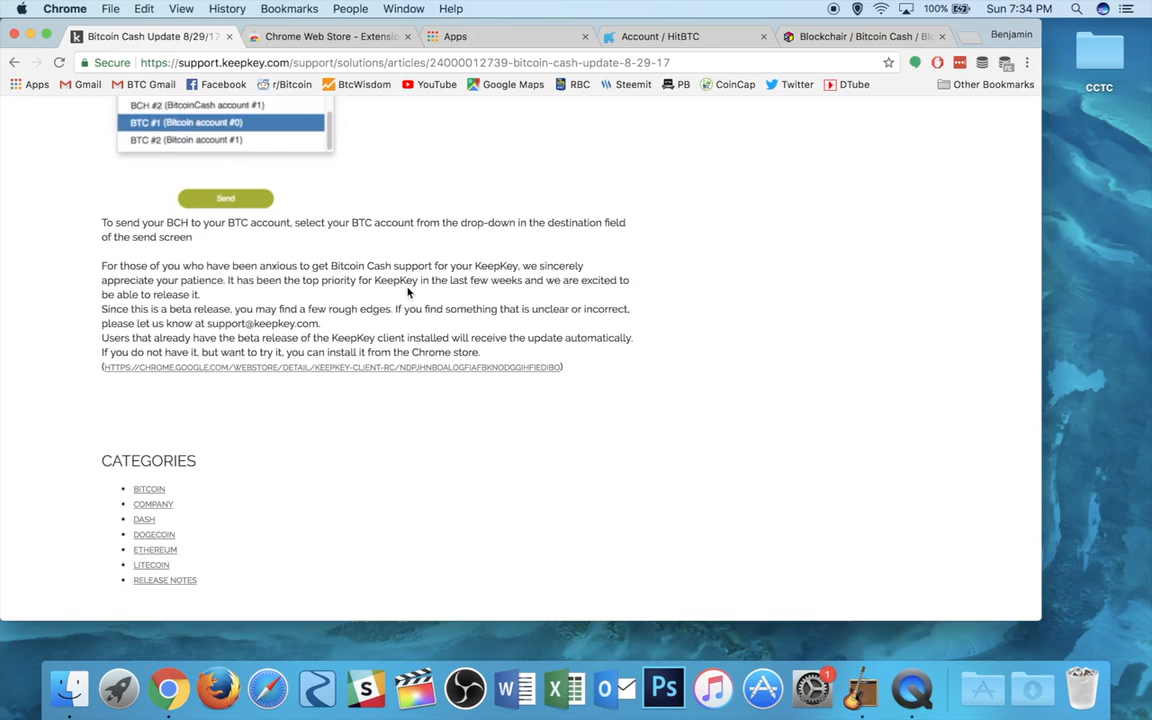 Chrome File Edit View History Bookmarks People Window Help 100% Sun 7:34 PM
Bitcoin Cash Update 8/29/17 Chrome Web Store - Extensio Apps Account / HitBTC Blockchair / Bitcoin Cash / Blo Benjamin
Secure https://support.keepkey.com/support/solutions/articles/24000012739-bitcoin-cash-update-8-29-17
Apps Gmail BTC Gmail Facebook r/Bitcoin BtcWisdom YouTube Google Maps RBC Steemit PB CoinCap Twitter DTube Other Bookmarks
CCTC
BCH #2 (BitcoinCash account #1)
BTC #1 (Bitcoin account #0)
BTC #2 (Bitcoin account #1)
Send
To send your BCH to your BTC account, select your BTC account from the drop-down in the destination field
of the send screen
For those of you who have been anxious to get Bitcoin Cash support for your KeepKey, we sincerely
appreciate your patience. It has been the top priority for KeepKey in the last few weeks and we are excited to
be able to release it.
Since this is a beta release, you may find a few rough edges. If you find something that is unclear or incorrect,
please let us know at support@keepkey.com.
Users that already have the beta release of the KeepKey client installed will receive the update automatically.
If you do not have it, but want to try it, you can install it from the Chrome store.
(HTTPS://CHROME.GOOGLE.COM/WEBSTORE/DETAIL/KEEPKEY-CLIENT-RC/NDPJHNBOALOGFIAFBKNODGGIHFIEDIBO)
CATEGORIES
BITCOIN
COMPANY
DASH
DOGECOIN
ETHEREUM
LITECOIN
RELEASE NOTES
S W X O Ps 1